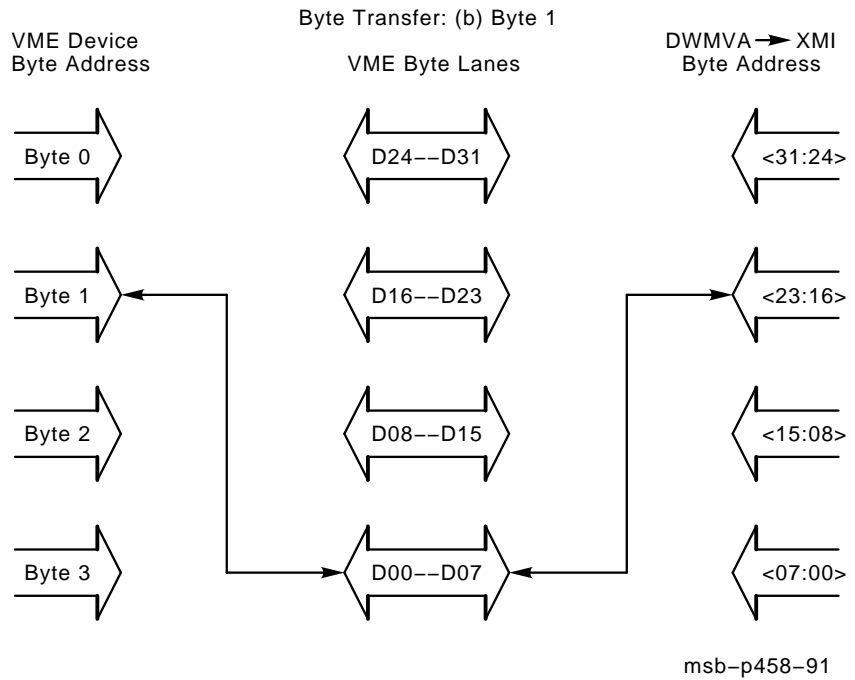 Byte Transfer: (b) Byte 1
VME Device
Byte Address
VME Byte Lanes
DWMVA → XMI
Byte Address
Byte 0
D24−−D31
<31:24>
Byte 1
D16−−D23
<23:16>
Byte 2
D08−−D15
<15:08>
Byte 3
D00−−D07
<07:00>
msb−p458−91